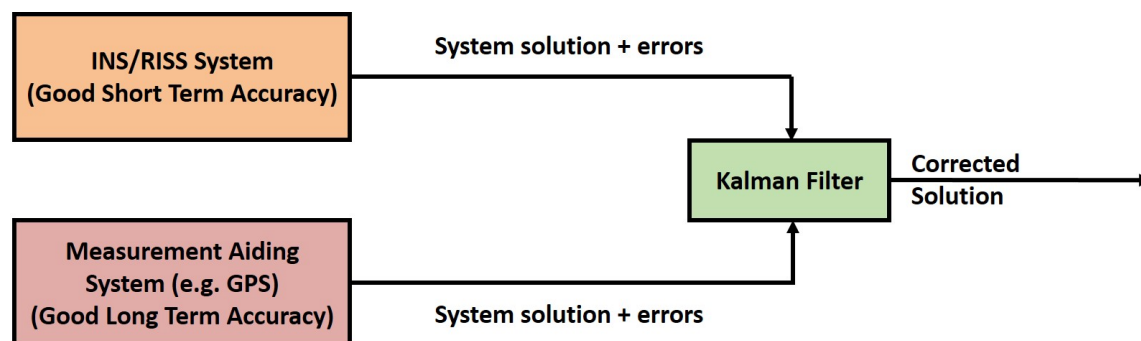 INS/RISS System
(Good Short Term Accuracy)
System solution + errors
Kalman Filter
Corrected
Solution
Measurement Aiding
System (e.g. GPS)
(Good Long Term Accuracy)
System solution + errors